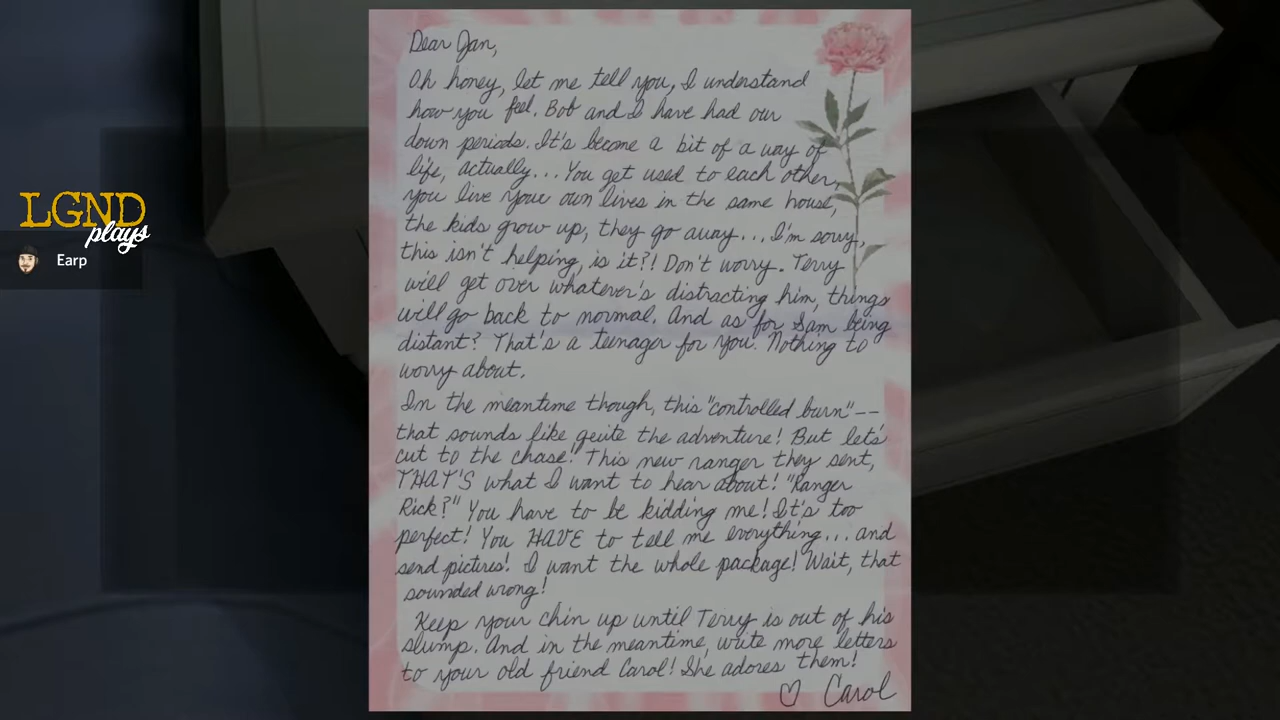 LGND
plays
Earp
Dear Jan,
Oh honey, let me tell you, I understand
how you feel. Bob and I have had our
down periods. It's become a bit of a way of
life, actually... You get used to each other,
you live your own lives in the same house,
the kids grow up, they go away... I'm sorry,
this isn't helping, is it?! Don't worry. Terry
will get over whatever's distracting him, things
will go back to normal. And as for Sam being
distant? That's a teenager for you. Nothing to
worry about.
In the meantime though, this "controlled burn"--
that sounds like quite the adventure! But let's
cut to the chase! This new ranger they sent,
THAT'S what I want to hear about! "Ranger
Rick?" You have to be kidding me! It's too
perfect! You HAVE to tell me everything... and
send pictures! I want the whole package! Wait, that
sounded wrong!
Keep your chin up until Terry is out of his
slump. And in the meantime, write more letters
to your old friend Carol! She adores them!
♡ Carol